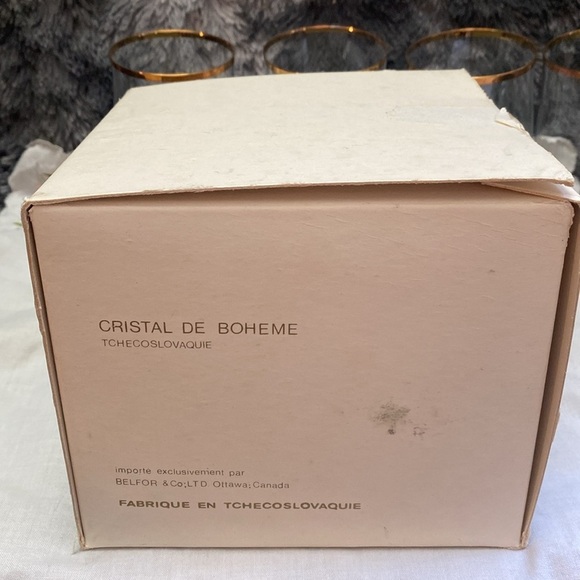 CRISTAL DE BOHEME
TCHECOSLOVAQUIE
importe exclusivement par
BELFOR & Co;LTD Ottawa;Canada
FABRIQUE EN TCHECOSLOVAQUIE